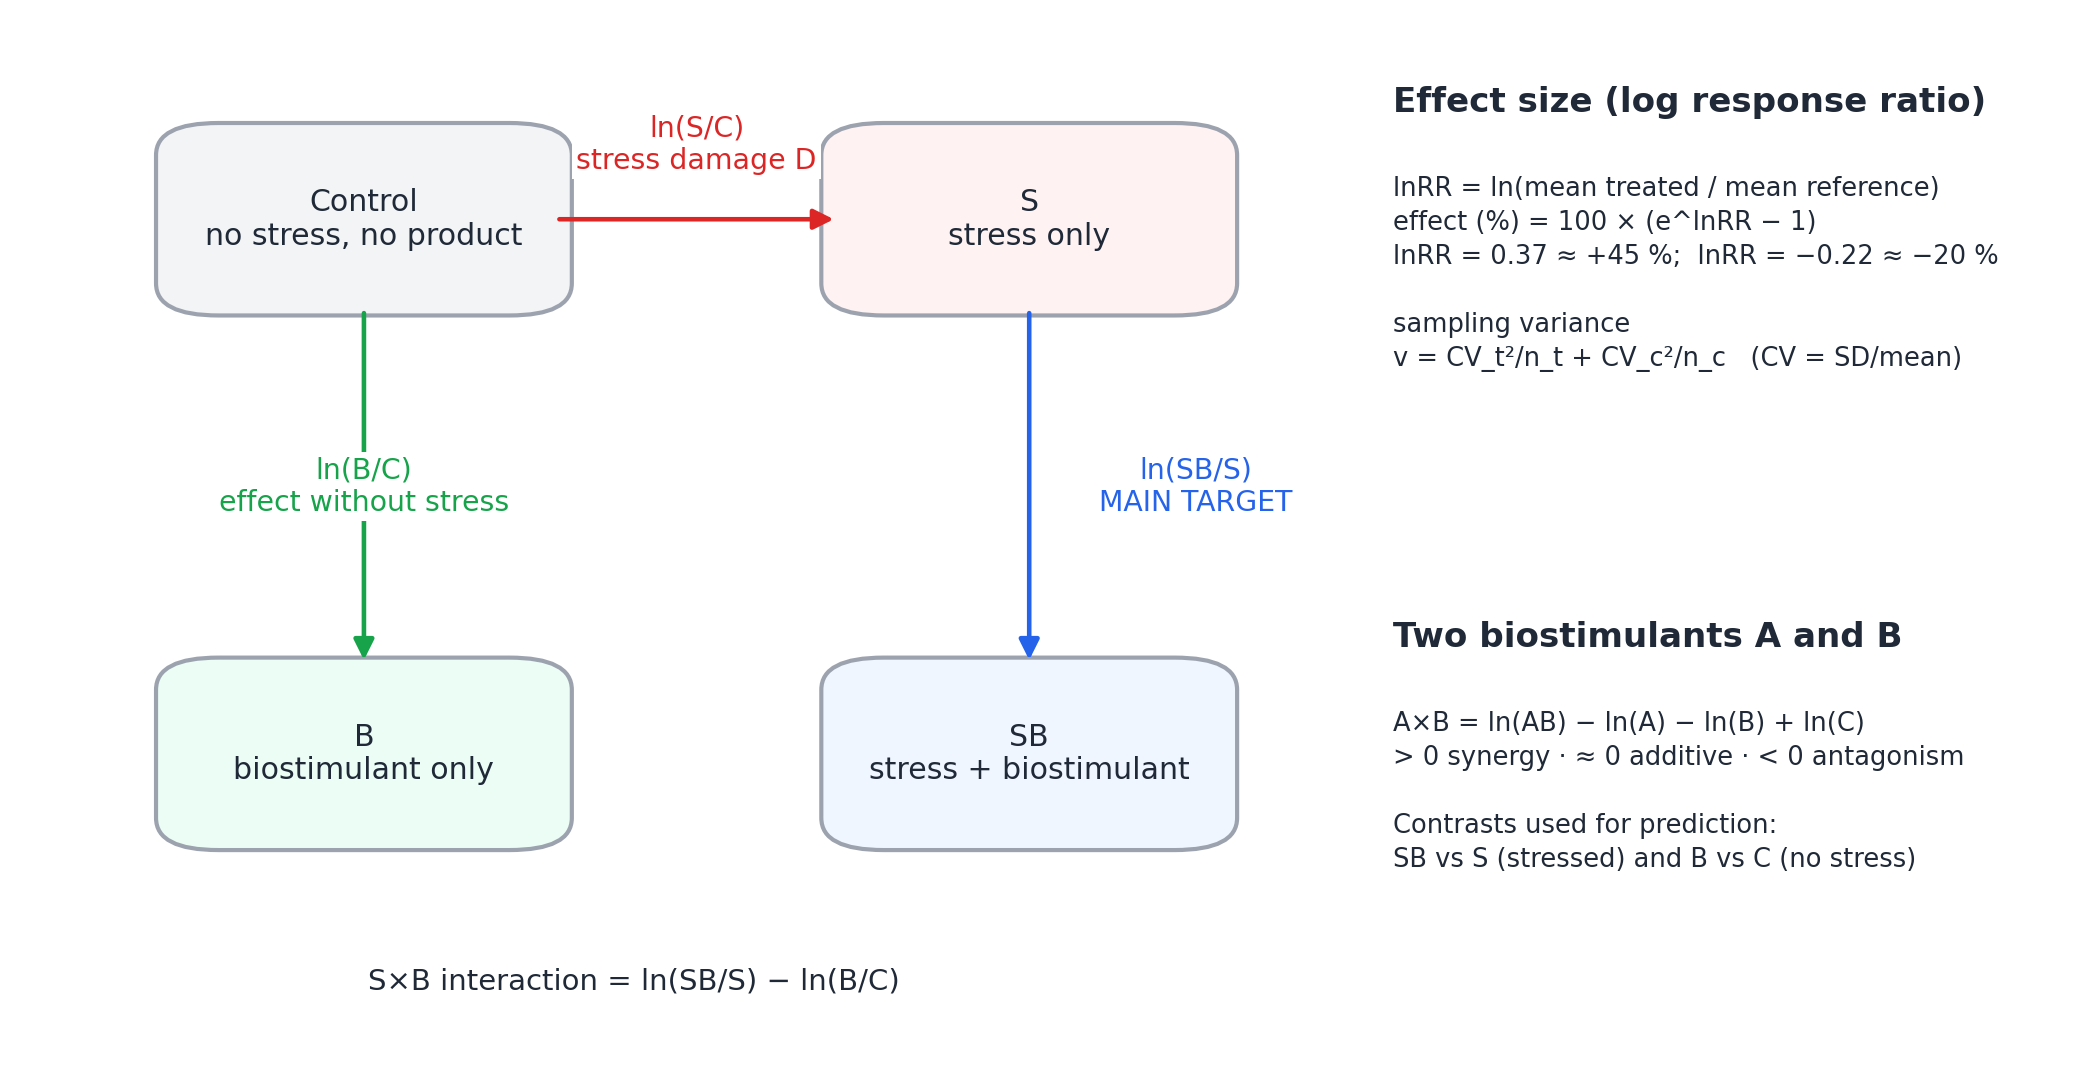 ln(S/C)
stress damage D
Control
no stress, no product
S
stress only
ln(B/C)
effect without stress
ln(SB/S)
MAIN TARGET
B
biostimulant only
SB
stress + biostimulant
S×B interaction = ln(SB/S) − ln(B/C)
Effect size (log response ratio)
lnRR = ln(mean treated / mean reference)
effect (%) = 100 × (e^lnRR − 1)
lnRR = 0.37 ≈ +45 %;  lnRR = −0.22 ≈ −20 %
sampling variance
v = CV_t²/n_t + CV_c²/n_c   (CV = SD/mean)
Two biostimulants A and B
A×B = ln(AB) − ln(A) − ln(B) + ln(C)
> 0 synergy · ≈ 0 additive · < 0 antagonism
Contrasts used for prediction:
SB vs S (stressed) and B vs C (no stress)